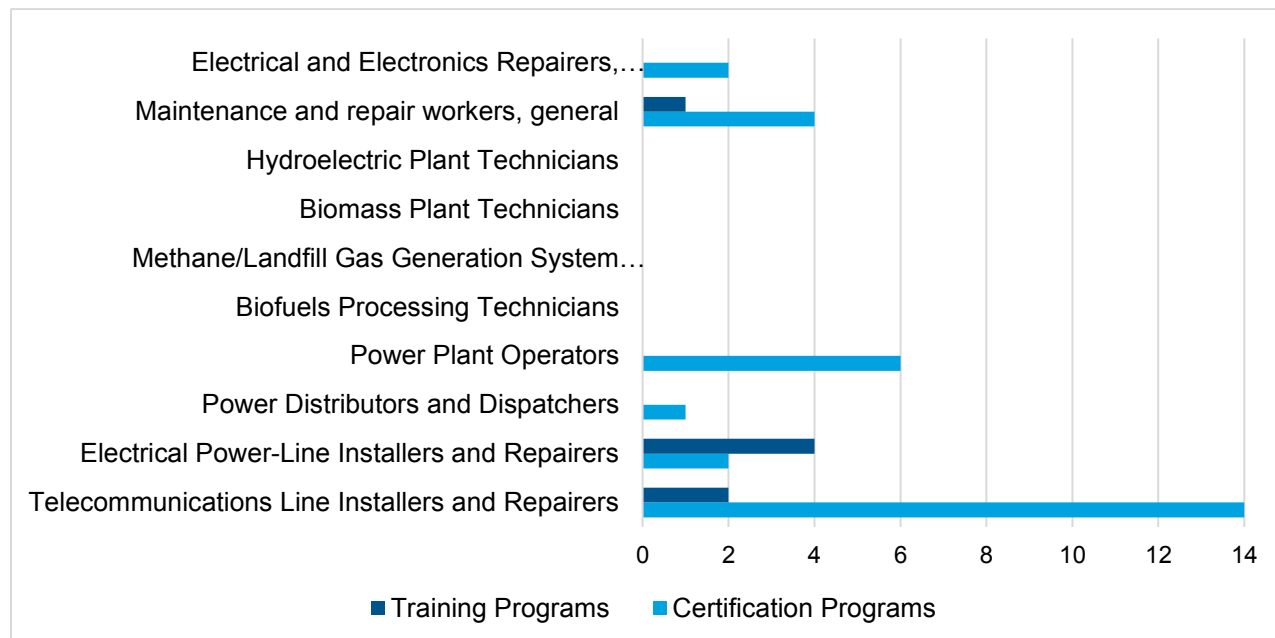 Electrical and Electronics Repairers,…
Maintenance and repair workers, general
Hydroelectric Plant Technicians
Biomass Plant Technicians
Methane/Landfill Gas Generation System…
Biofuels Processing Technicians
Power Plant Operators
Power Distributors and Dispatchers
Electrical Power-Line Installers and Repairers
Telecommunications Line Installers and Repairers
0 2 4 6 8 10 12 14
Training Programs Certification Programs